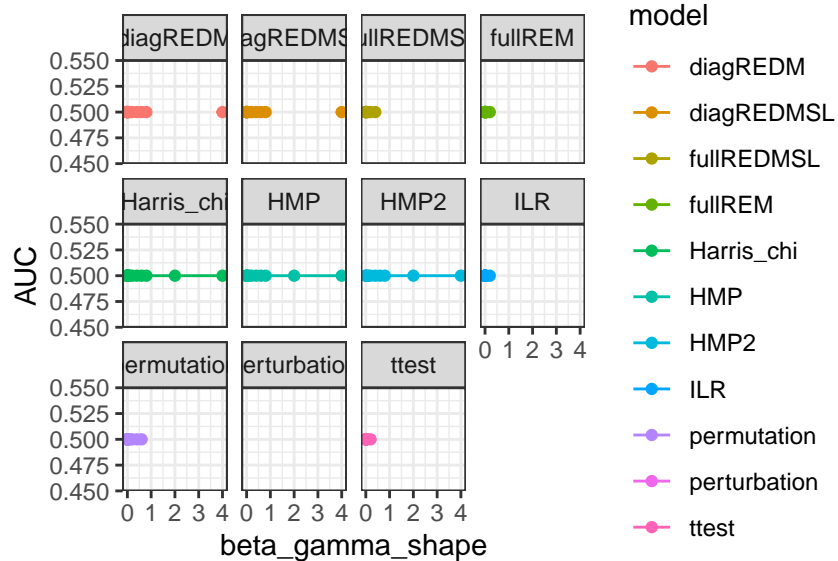 model
diagREDM agREDMS ullREDMS fullREM
0.550
0.525
0.500
0.475
0.450
Harris_chi HMP HMP2 ILR
0.550
0.525
0.500
0.475
0.450
0 1 2 3 4
ermutation erturbation ttest
0.550
0.525
0.500
0.475
0.450
0 1 2 3 4 0 1 2 3 4 0 1 2 3 4
AUC
beta_gamma_shape
diagREDM
diagREDMSL
fullREDMSL
fullREM
Harris_chi
HMP
HMP2
ILR
permutation
perturbation
ttest